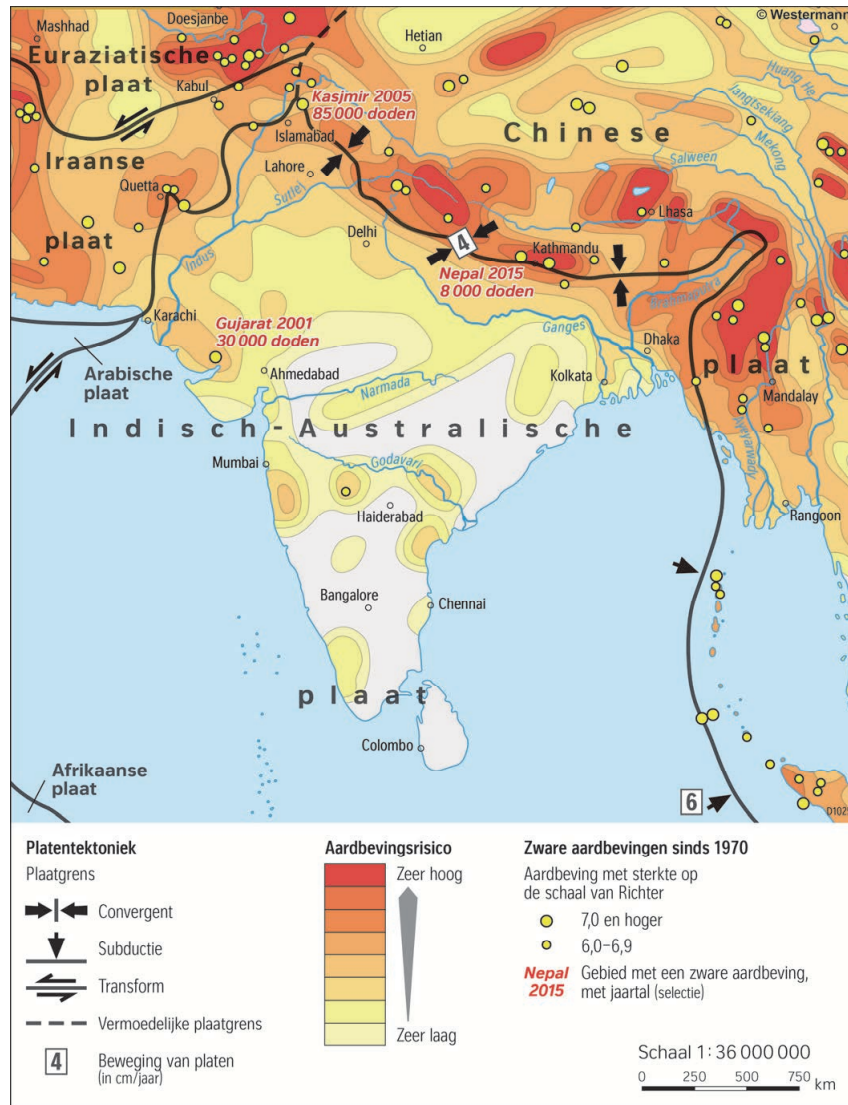 © Westermann
Mashhad
Doesjanbe
Hetian
Euraziatische
plaat
Kabul
Huang He
Jangtsekiang
Mekong
Kasjmir 2005
85 000 doden
Islamabad
Chinese
Iraanse
Lahore
Salween
Quetta
Sutlej
Lhasa
plaat
Delhi
4
Kathmandu
Indus
Nepal 2015
8 000 doden
Brahmaputra
Karachi
Gujarat 2001
30 000 doden
Ganges
Dhaka
Arabische
plaat
Ahmedabad
Kolkata
plaat
Narmada
Mandalay
Indisch-Australische
Ayeyarwady
Mumbai
Godavari
Haiderabad
Rangoon
Bangalore
Chennai
plaat
Colombo
Afrikaanse
plaat
6
D1029
Platentektoniek
Plaatgrens
Convergent
Subductie
Transform
Vermoedelijke plaatgrens
4
Beweging van platen
(in cm/jaar)
Aardbevingsrisico
Zeer hoog
Zeer laag
Zware aardbevingen sinds 1970
Aardbeving met sterkte op
de schaal van Richter
7,0 en hoger
6,0–6,9
Nepal
2015
Gebied met een zware aardbeving,
met jaartal (selectie)
Schaal 1 : 36 000 000
0 250 500 750 km